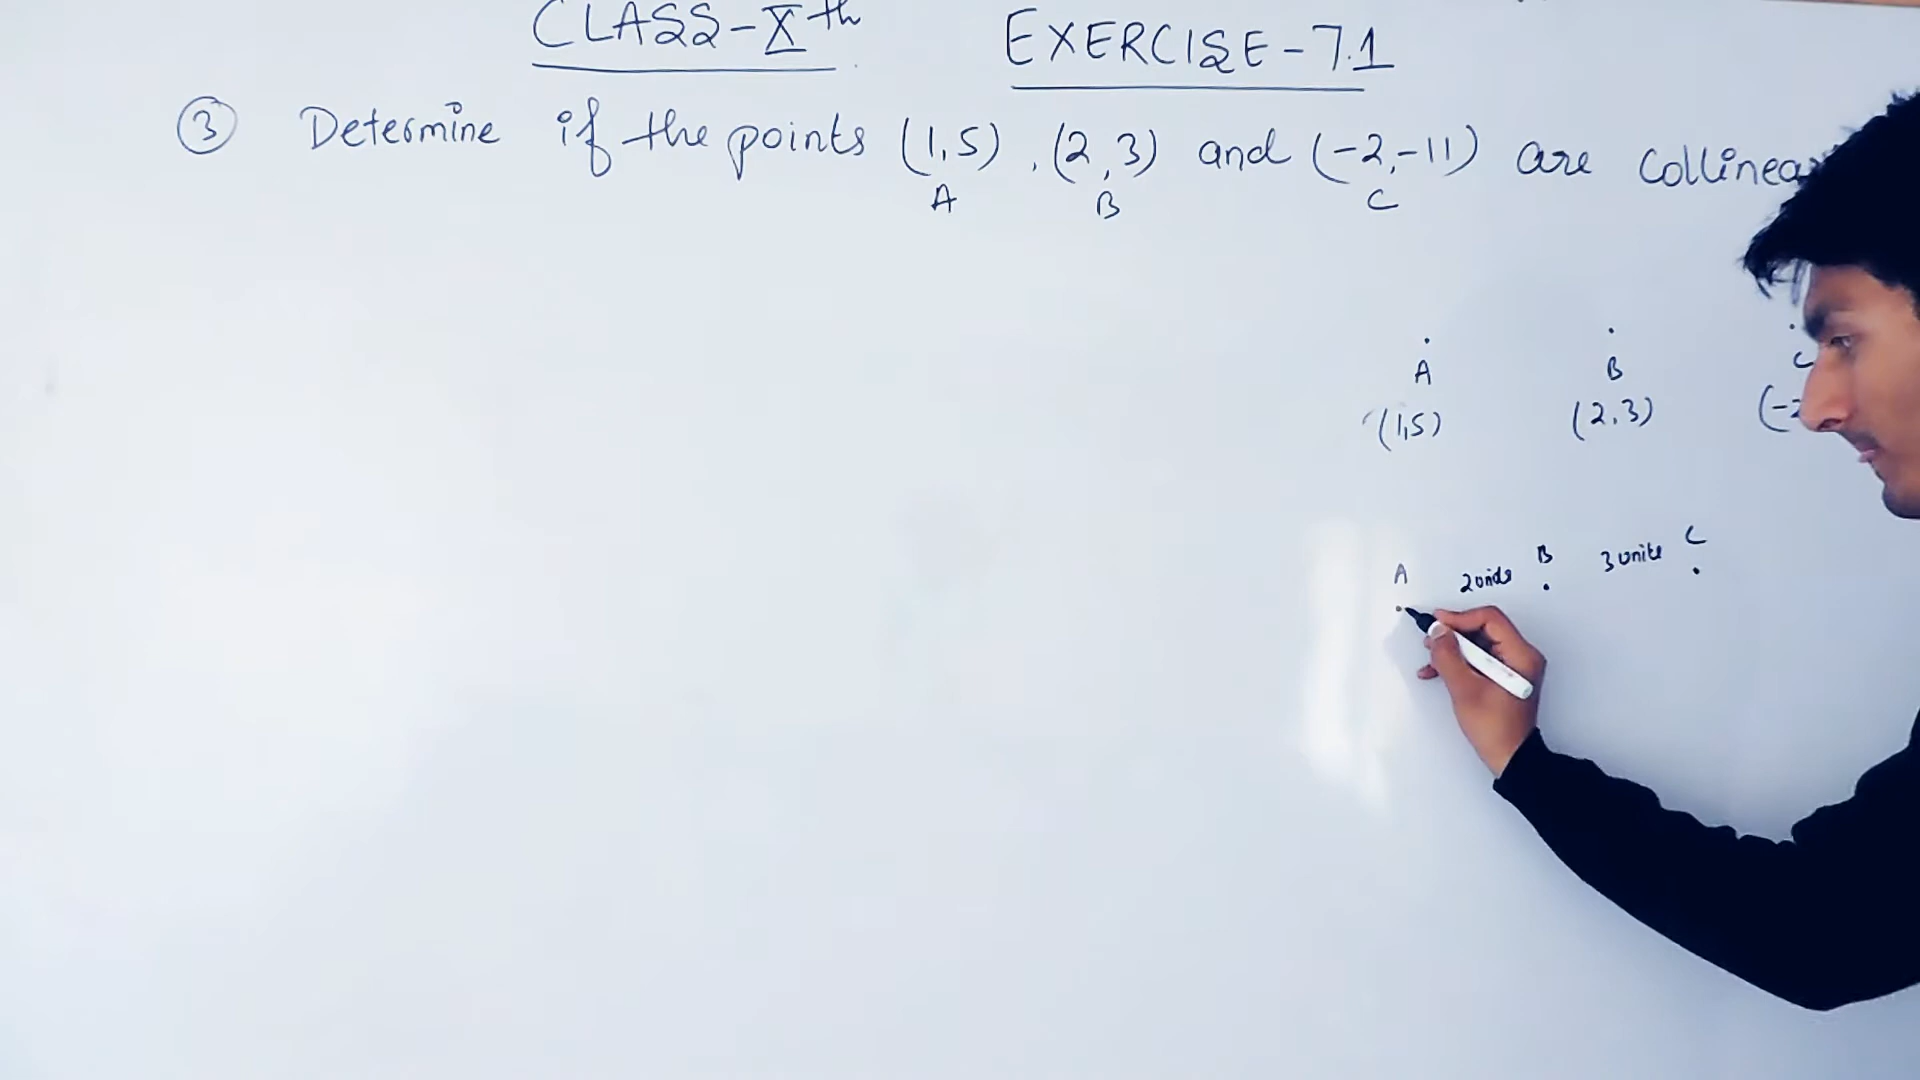 CLASS-Xth EXERCISE-7.1
③ Determine if the points (1,5), (2,3) and (-2,-11) are Collinear
A B C
A B C
(1,5) (2,3) (-2
A 2 units B 3 units C